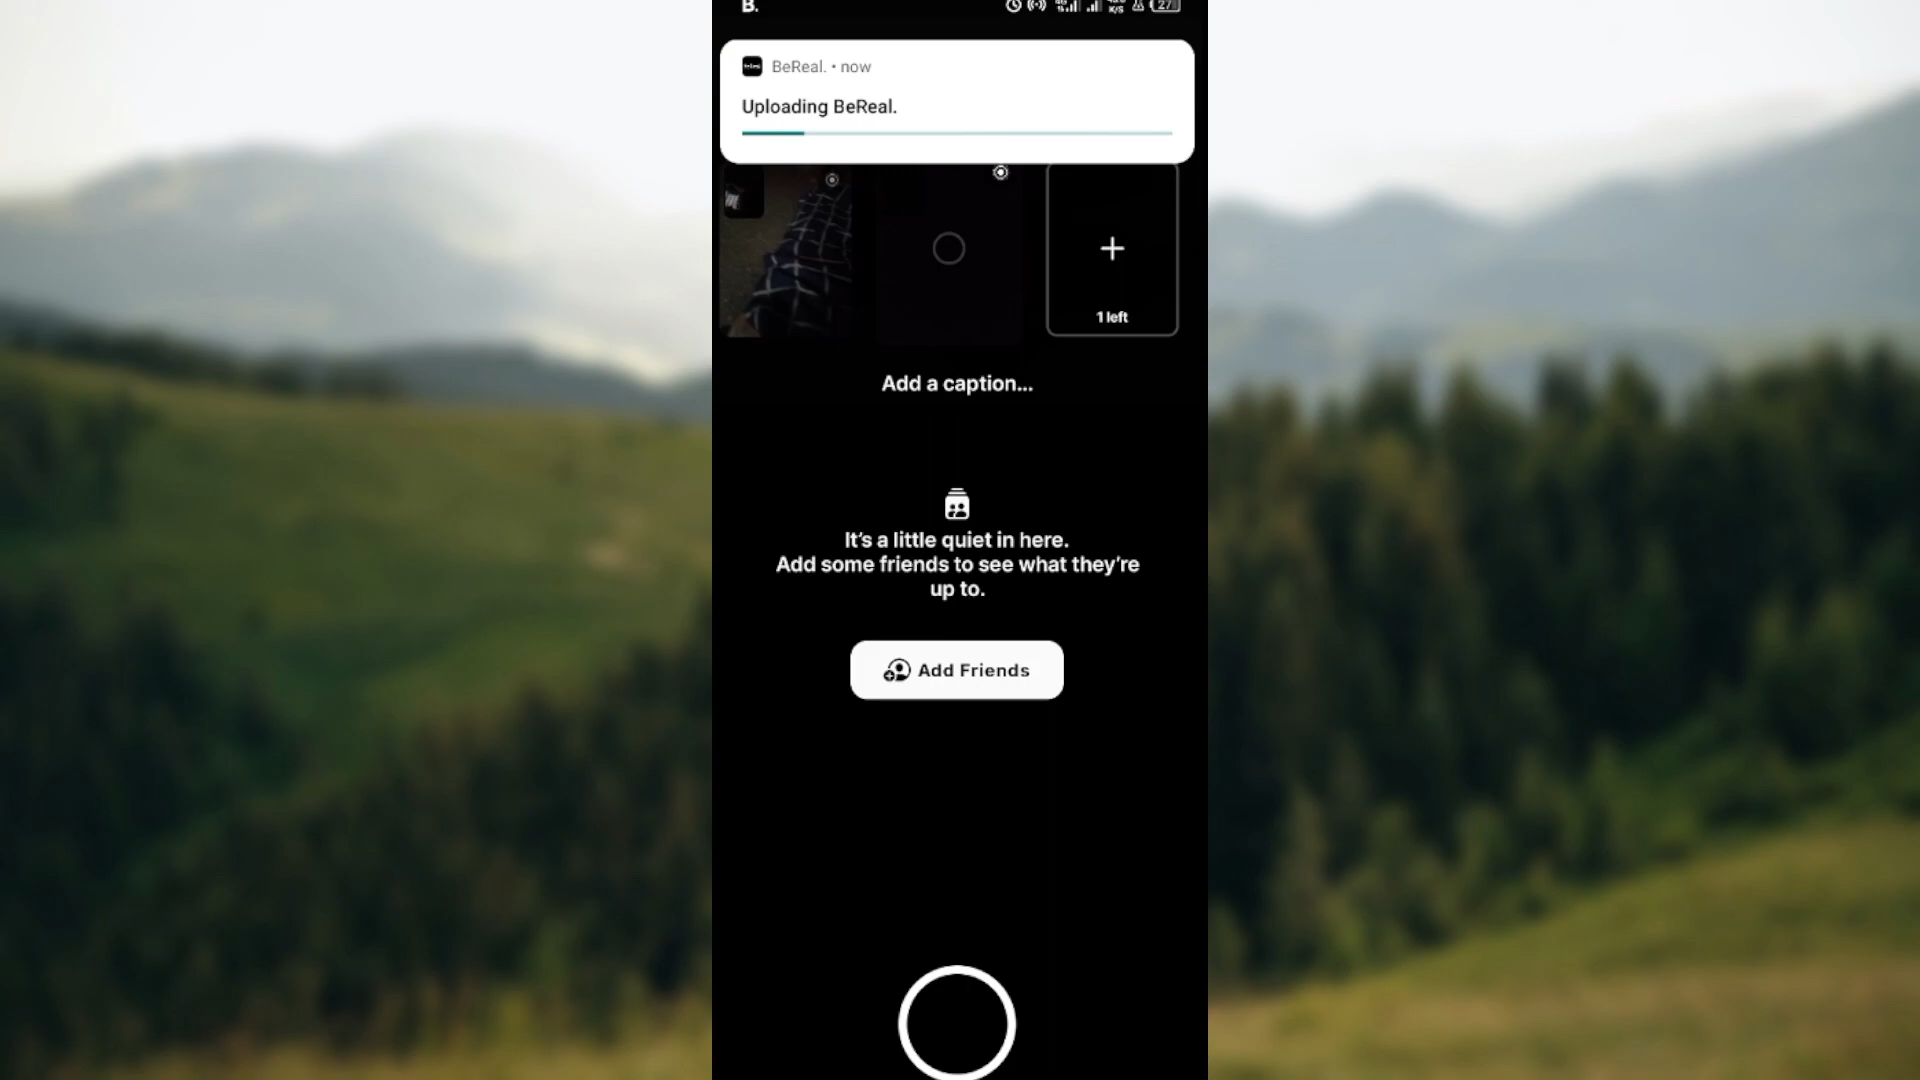 B.
27
BeReal. • now
Uploading BeReal.
1 left
Add a caption...
It's a little quiet in here.
Add some friends to see what they're
up to.
Add Friends